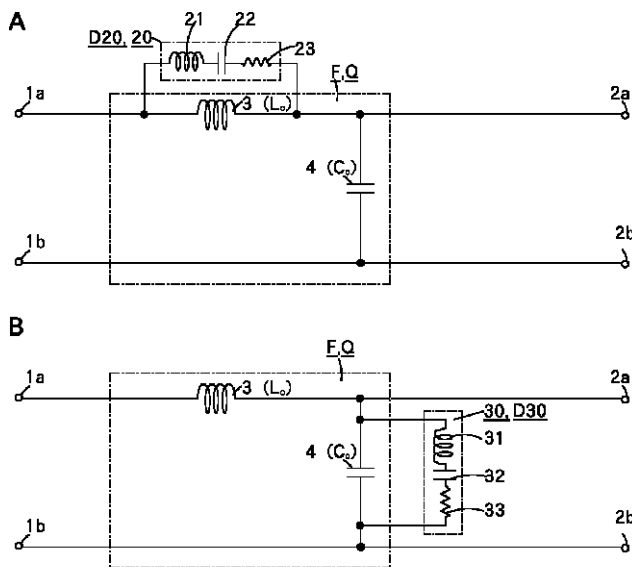 A
21
22
D20, 20
23
F,Q
1a
3 (L₀)
2a
4 (C₀)
1b
2b
B
F,Q
1a
3 (L₀)
2a
30, D30
31
4 (C₀)
32
33
1b
2b